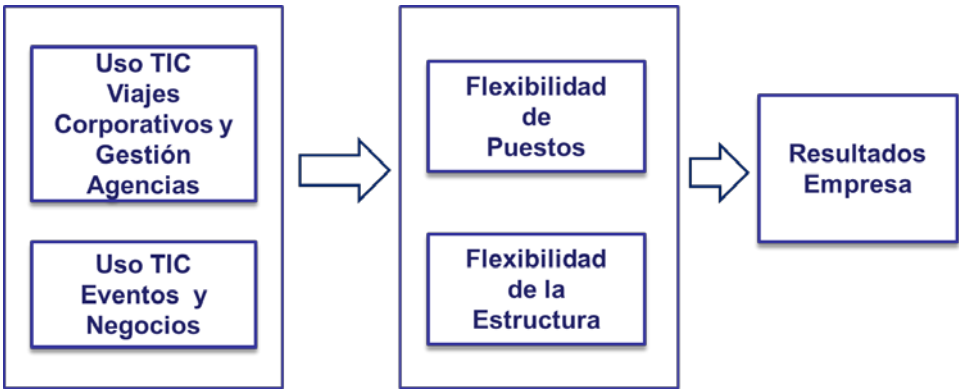 Uso TIC
Viajes
Corporativos y
Gestión
Agencias
Uso TIC
Eventos y
Negocios
Flexibilidad
de
Puestos
Flexibilidad
de la
Estructura
Resultados
Empresa